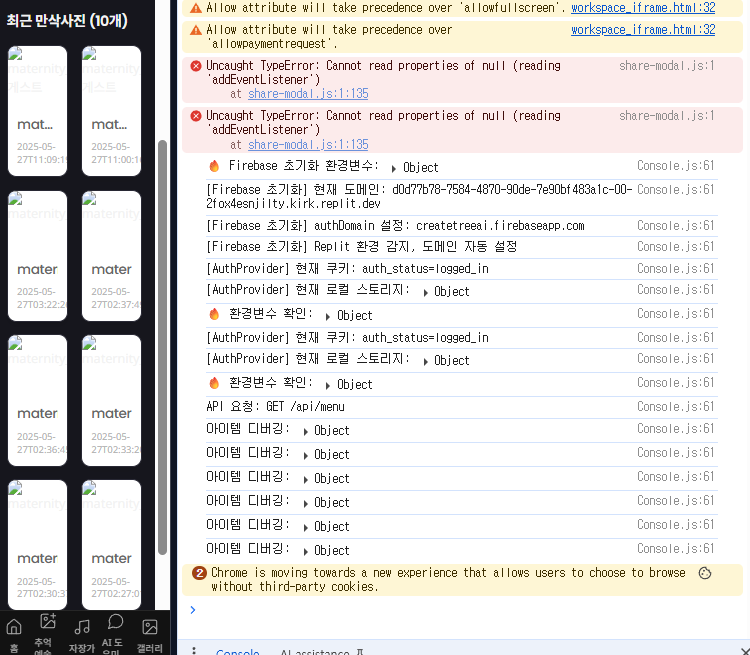 최근 만삭사진 (10개)
maternity
게스트
mat...
2025-05-
27T11:09:1
maternity
mat...
2025-05-
27T11:00:1
maternity
mater
2025-05-
27T03:22:2
maternity
mater
2025-05-
27T02:37:4
maternity
mater
2025-05-
27T02:36:4
maternity
mater
2025-05-
27T02:33:2
maternity
mater
2025-05-
27T02:30:3
maternity
mater
2025-05-
27T02:27:0
홈
추억
예술
자장가
AI 도
우미
갤러리
Allow attribute will take precedence over 'allowfullscreen'. workspace_iframe.html:32
Allow attribute will take precedence over workspace_iframe.html:32
'allowpaymentrequest'.
Uncaught TypeError: Cannot read properties of null (reading share-modal.js:1
'addEventListener')
at share-modal.js:1:135
Uncaught TypeError: Cannot read properties of null (reading share-modal.js:1
'addEventListener')
at share-modal.js:1:135
🔥 Firebase 초기화 환경변수: ▶ Object Console.js:61
[Firebase 초기화] 현재 도메인: d0d77b78-7584-4870-90de-7e90bf483a1c-00- Console.js:61
2fox4esnjilty.kirk.replit.dev
[Firebase 초기화] authDomain 설정: createtreeai.firebaseapp.com Console.js:61
[Firebase 초기화] Replit 환경 감지, 도메인 자동 설정 Console.js:61
[AuthProvider] 현재 쿠키: auth_status=logged_in Console.js:61
[AuthProvider] 현재 로컬 스토리지: ▶ Object Console.js:61
🔥 환경변수 확인: ▶ Object Console.js:61
[AuthProvider] 현재 쿠키: auth_status=logged_in Console.js:61
[AuthProvider] 현재 로컬 스토리지: ▶ Object Console.js:61
🔥 환경변수 확인: ▶ Object Console.js:61
API 요청: GET /api/menu Console.js:61
아이템 디버깅: ▶ Object Console.js:61
아이템 디버깅: ▶ Object Console.js:61
아이템 디버깅: ▶ Object Console.js:61
아이템 디버깅: ▶ Object Console.js:61
아이템 디버깅: ▶ Object Console.js:61
아이템 디버깅: ▶ Object Console.js:61
2 Chrome is moving towards a new experience that allows users to choose to browse
without third-party cookies.
Console AI assistance